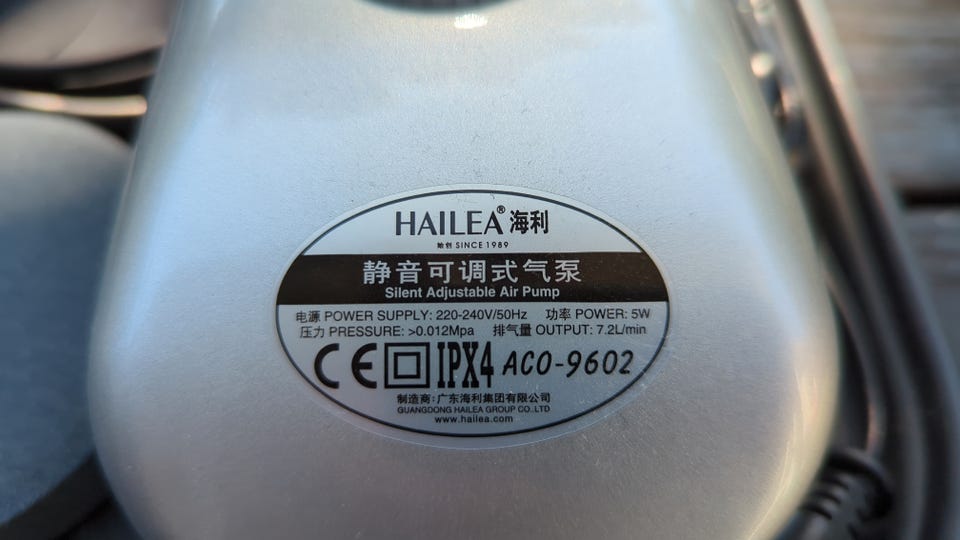 HAILEA® 海利
始创 SINCE 1989
静音可调式气泵
Silent Adjustable Air Pump
电源 POWER SUPPLY: 220-240V/50Hz 功率 POWER: 5W
压力 PRESSURE: >0.012Mpa 排气量 OUTPUT: 7.2L/min
CE IPX4 ACO-9602
制造商:广东海利集团有限公司
GUANGDONG HAILEA GROUP CO.,LTD
www.hailea.com